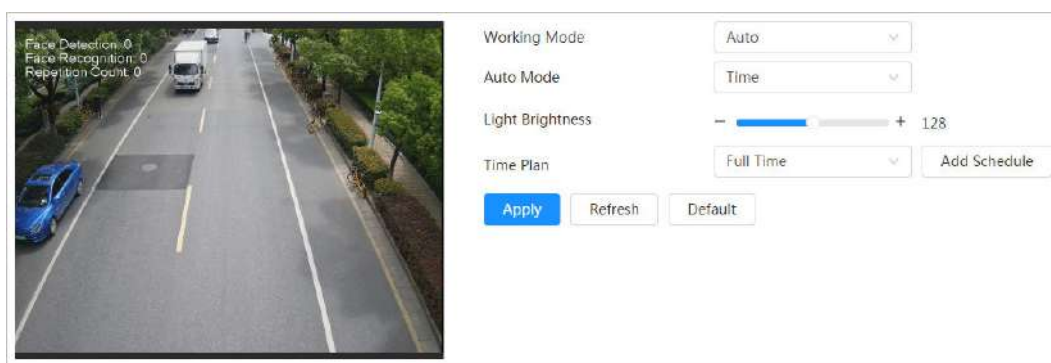 Face Detection: 0
Face Recognition: 0
Repetition Count: 0
Working Mode Auto
Auto Mode Time
Light Brightness − + 128
Time Plan Full Time Add Schedule
Apply Refresh Default